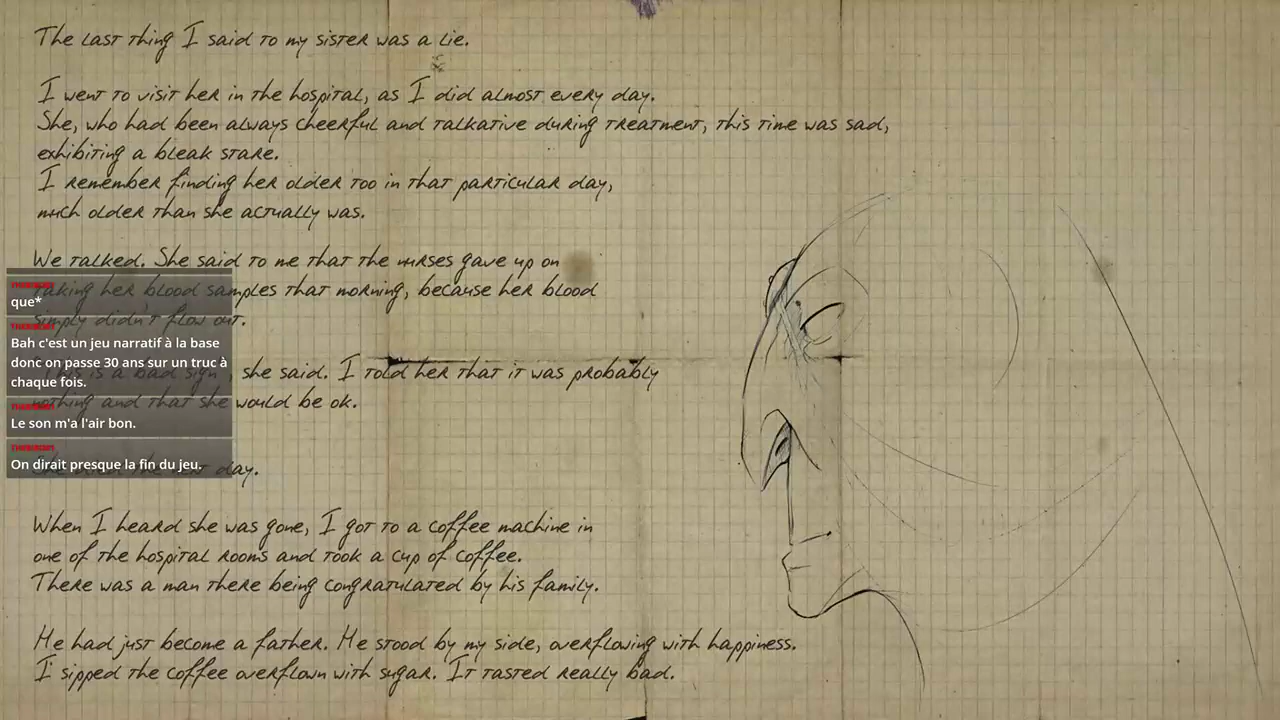 The last thing I said to my sister was a lie.
I went to visit her in the hospital, as I did almost every day.
She, who had been always cheerful and talkative during treatment, this time was sad,
exhibiting a bleak stare.
I remember finding her older too in that particular day,
much older than she actually was.
We talked. She said to me that the nurses gave up on
taking her blood samples that morning, because her blood
simply didn't flow out.
"This is a bad sign", she said. I told her that it was probably
nothing and that she would be ok.
day.
When I heard she was gone, I got to a coffee machine in
one of the hospital rooms and took a cup of coffee.
There was a man there being congratulated by his family.
He had just become a father. He stood by my side, overflowing with happiness.
I sipped the coffee overflown with sugar. It tasted really bad.
que*
Bah c'est un jeu narratif à la base
donc on passe 30 ans sur un truc à
chaque fois.
Le son m'a l'air bon.
On dirait presque la fin du jeu.